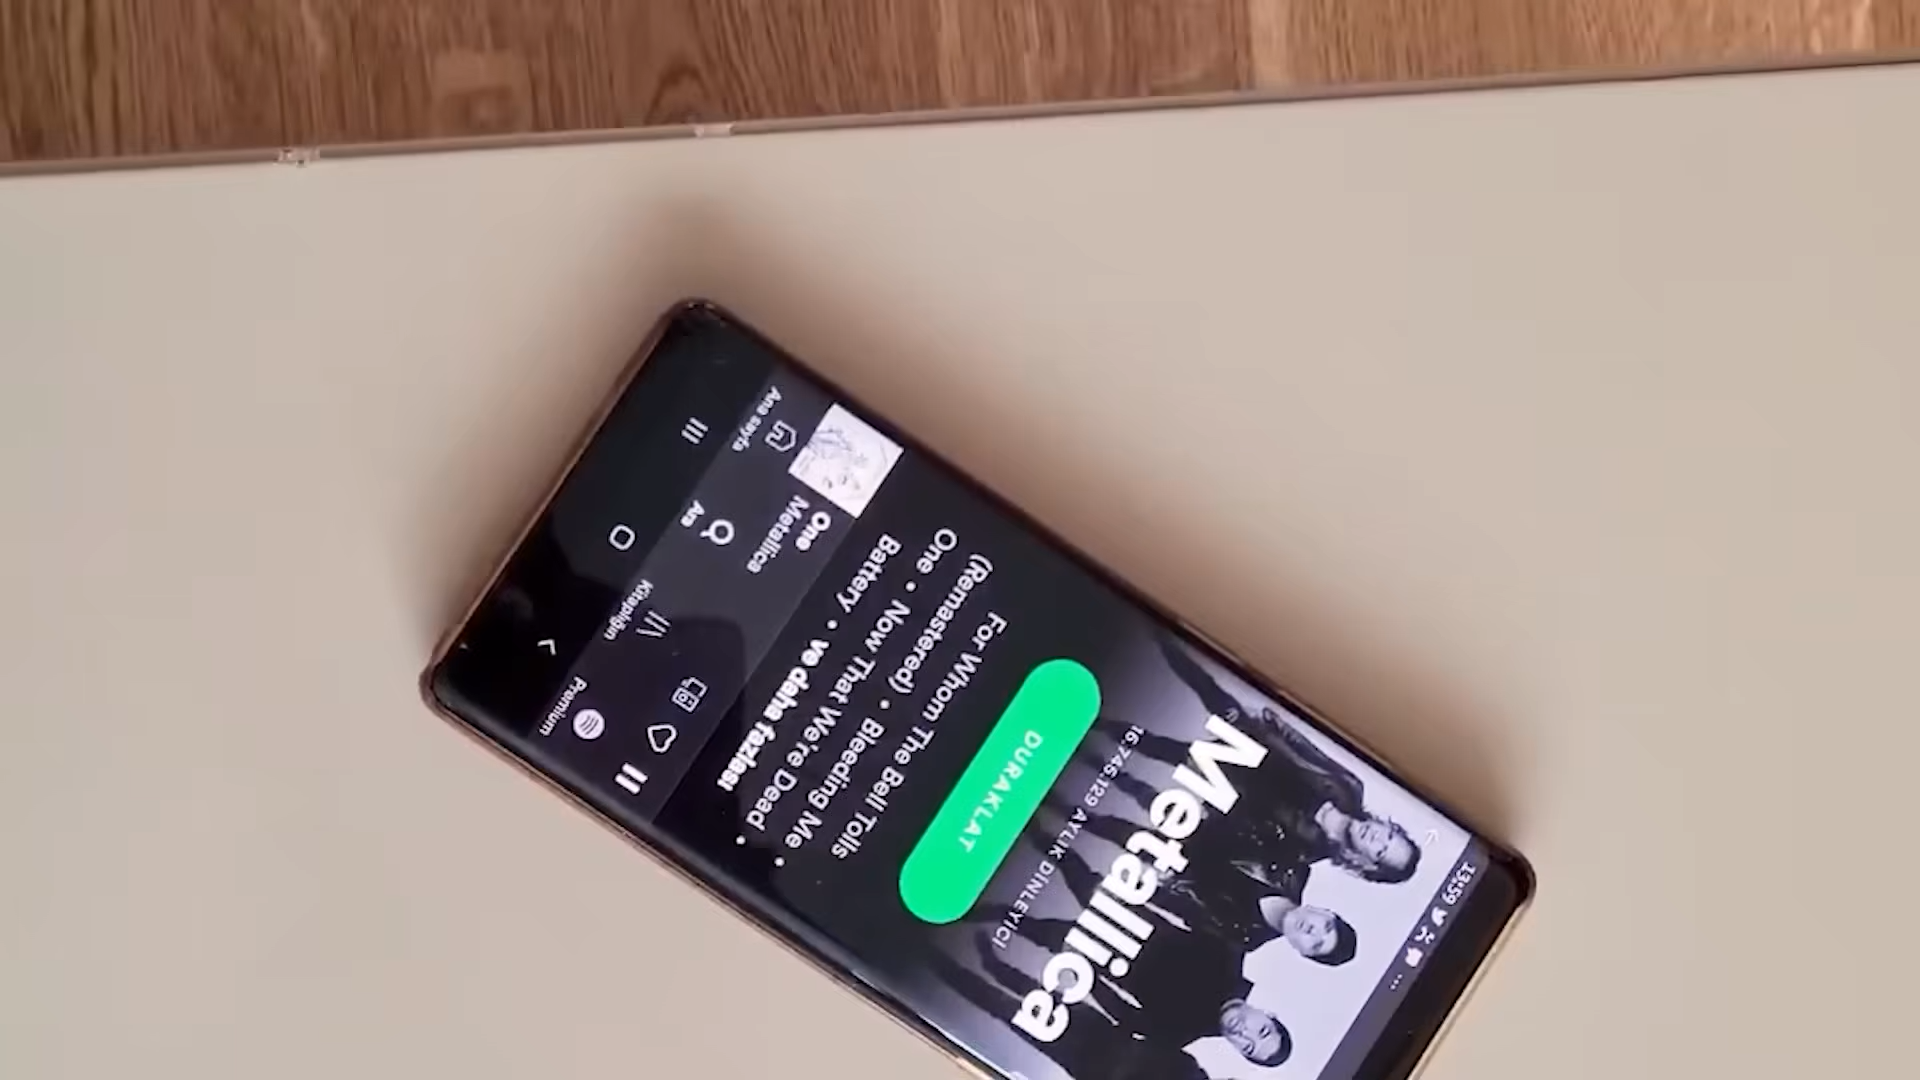 13:59
Metallica
16.745.129 AYLIK DİNLEYİCİ
DURAKLAT
For Whom The Bell Tolls
(Remastered) • Bleeding Me •
One • Now That We're Dead •
Battery • ve daha fazlası
One
Metallica
Ana sayfa
Ara
Kitaplığın
Premium